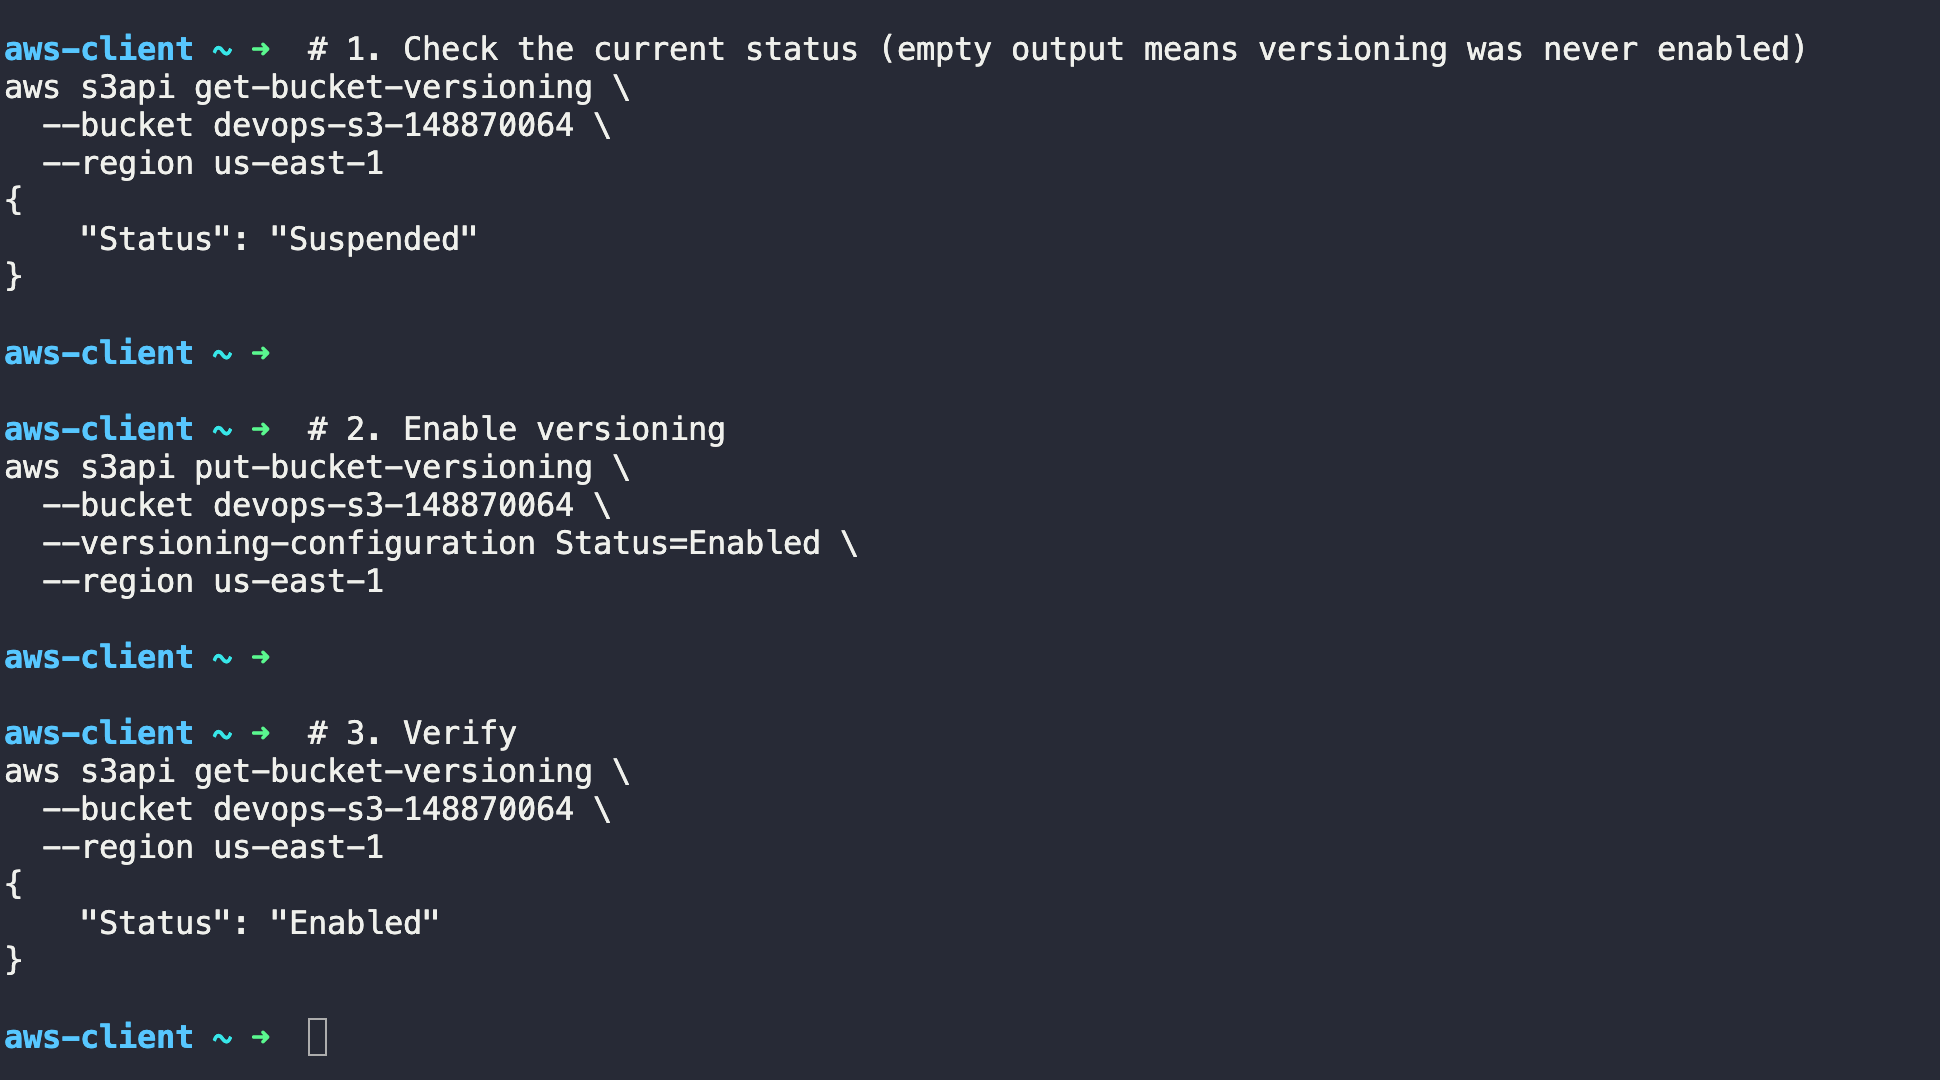 aws-client ~ ➜  # 1. Check the current status (empty output means versioning was never enabled)
aws s3api get-bucket-versioning \
  --bucket devops-s3-148870064 \
  --region us-east-1
{
    "Status": "Suspended"
}
aws-client ~ ➜
aws-client ~ ➜  # 2. Enable versioning
aws s3api put-bucket-versioning \
  --bucket devops-s3-148870064 \
  --versioning-configuration Status=Enabled \
  --region us-east-1
aws-client ~ ➜
aws-client ~ ➜  # 3. Verify
aws s3api get-bucket-versioning \
  --bucket devops-s3-148870064 \
  --region us-east-1
{
    "Status": "Enabled"
}
aws-client ~ ➜